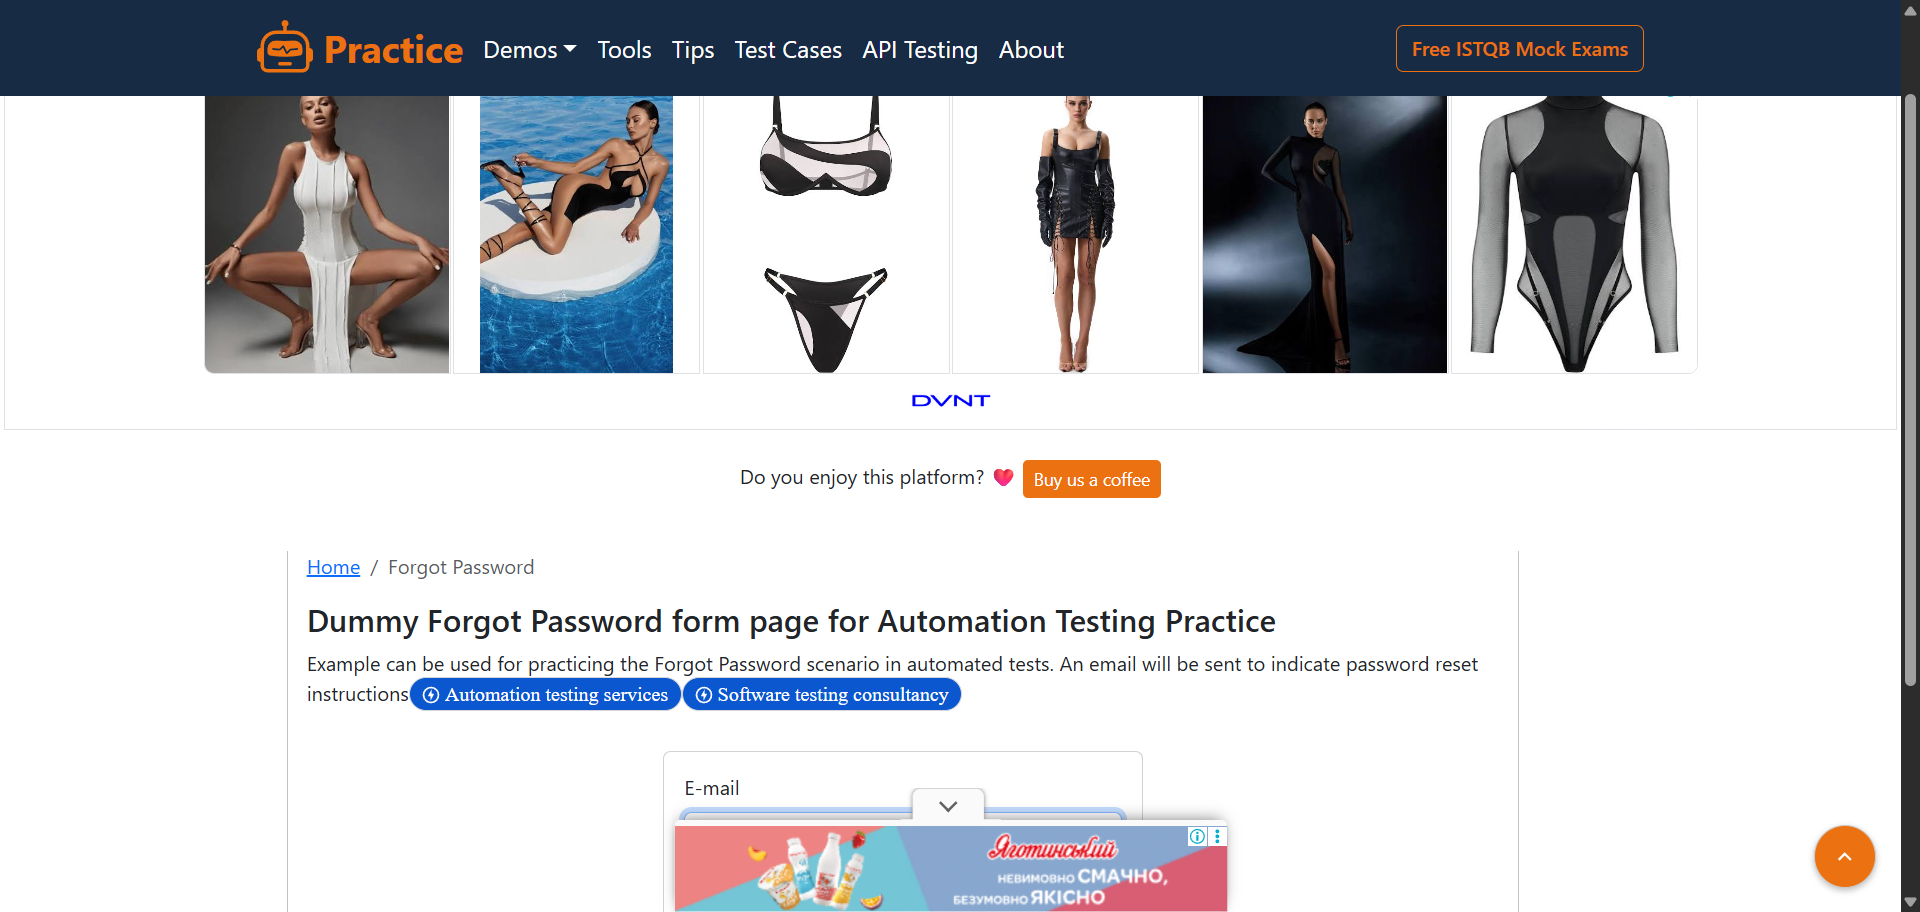 Practice Demos Tools Tips Test Cases API Testing About Free ISTQB Mock Exams
DVNT
Do you enjoy this platform? Buy us a coffee
Home / Forgot Password
Dummy Forgot Password form page for Automation Testing Practice
Example can be used for practicing the Forgot Password scenario in automated tests. An email will be sent to indicate password reset
instructions Automation testing services Software testing consultancy
E-mail
Яготинський
НЕВИМОВНО СМАЧНО,
БЕЗУМОВНО ЯКІСНО